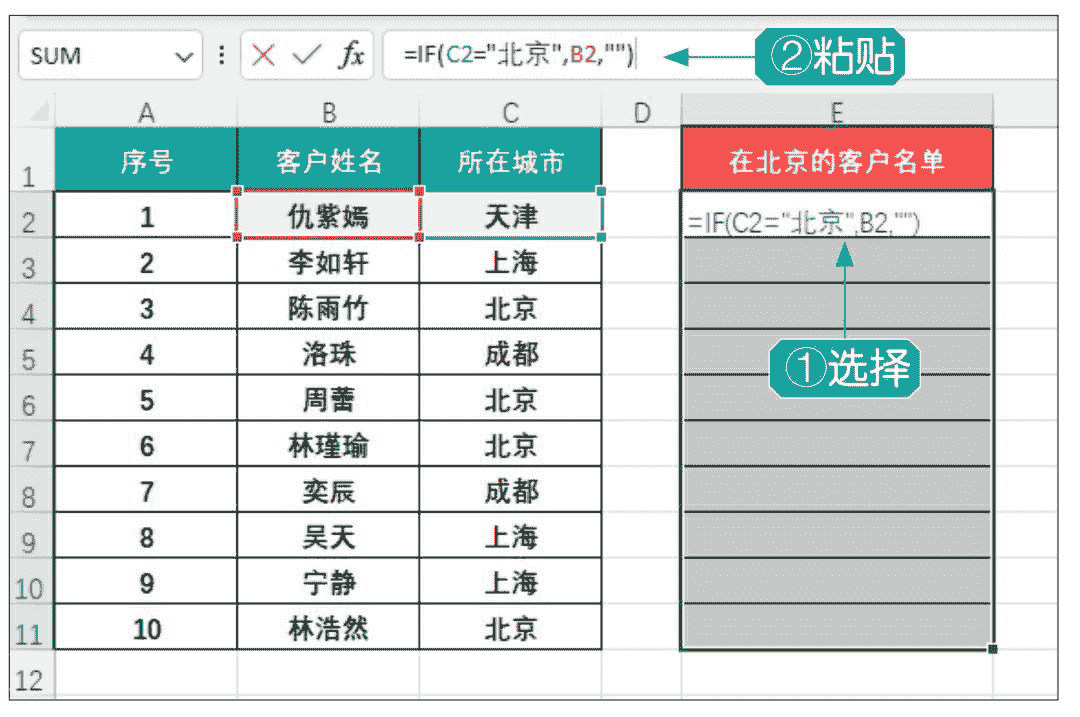 SUM fx =IF(C2="北京",B2,"") ②粘贴
A B C D E
1 序号 客户姓名 所在城市 在北京的客户名单
2 1 仇紫嫣 天津 =IF(C2="北京",B2,"")
3 2 李如轩 上海
4 3 陈雨竹 北京
5 4 洛珠 成都 ①选择
6 5 周蕾 北京
7 6 林瑾瑜 北京
8 7 奕辰 成都
9 8 吴天 上海
10 9 宁静 上海
11 10 林浩然 北京
12